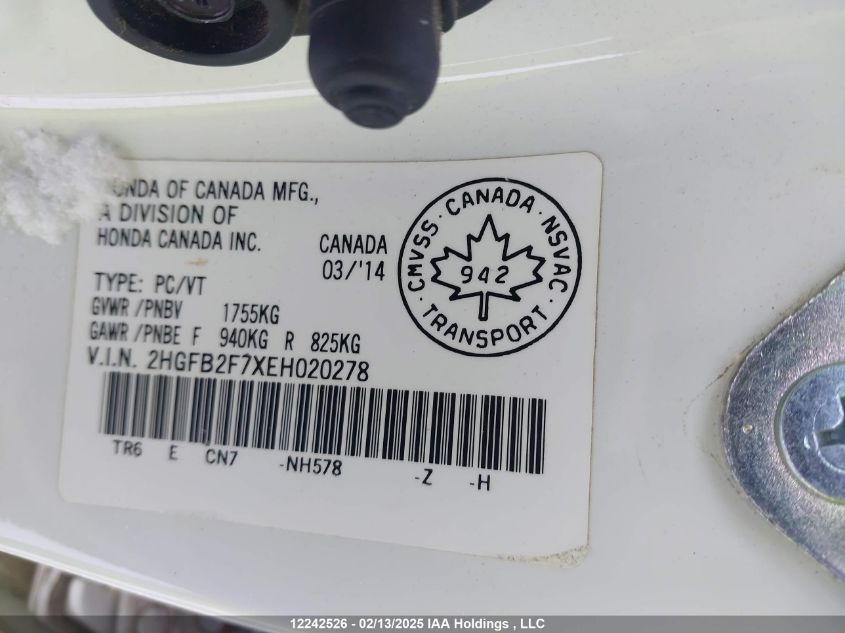 OF CANADA MFG.,
A DIVISION OF
HONDA CANADA INC.
CANADA
03/'14
TYPE: PC/VT
GVWR /PNBV 1755KG
GAWR /PNBE F 940KG R 825KG
V.I.N. 2HGFB2F7XEH020278
TR6 E CN7 -NH578 -Z -H
CMVSS · CANADA · NSVAC
942
· TRANSPORT ·
12242526 - 02/13/2025 IAA Holdings , LLC